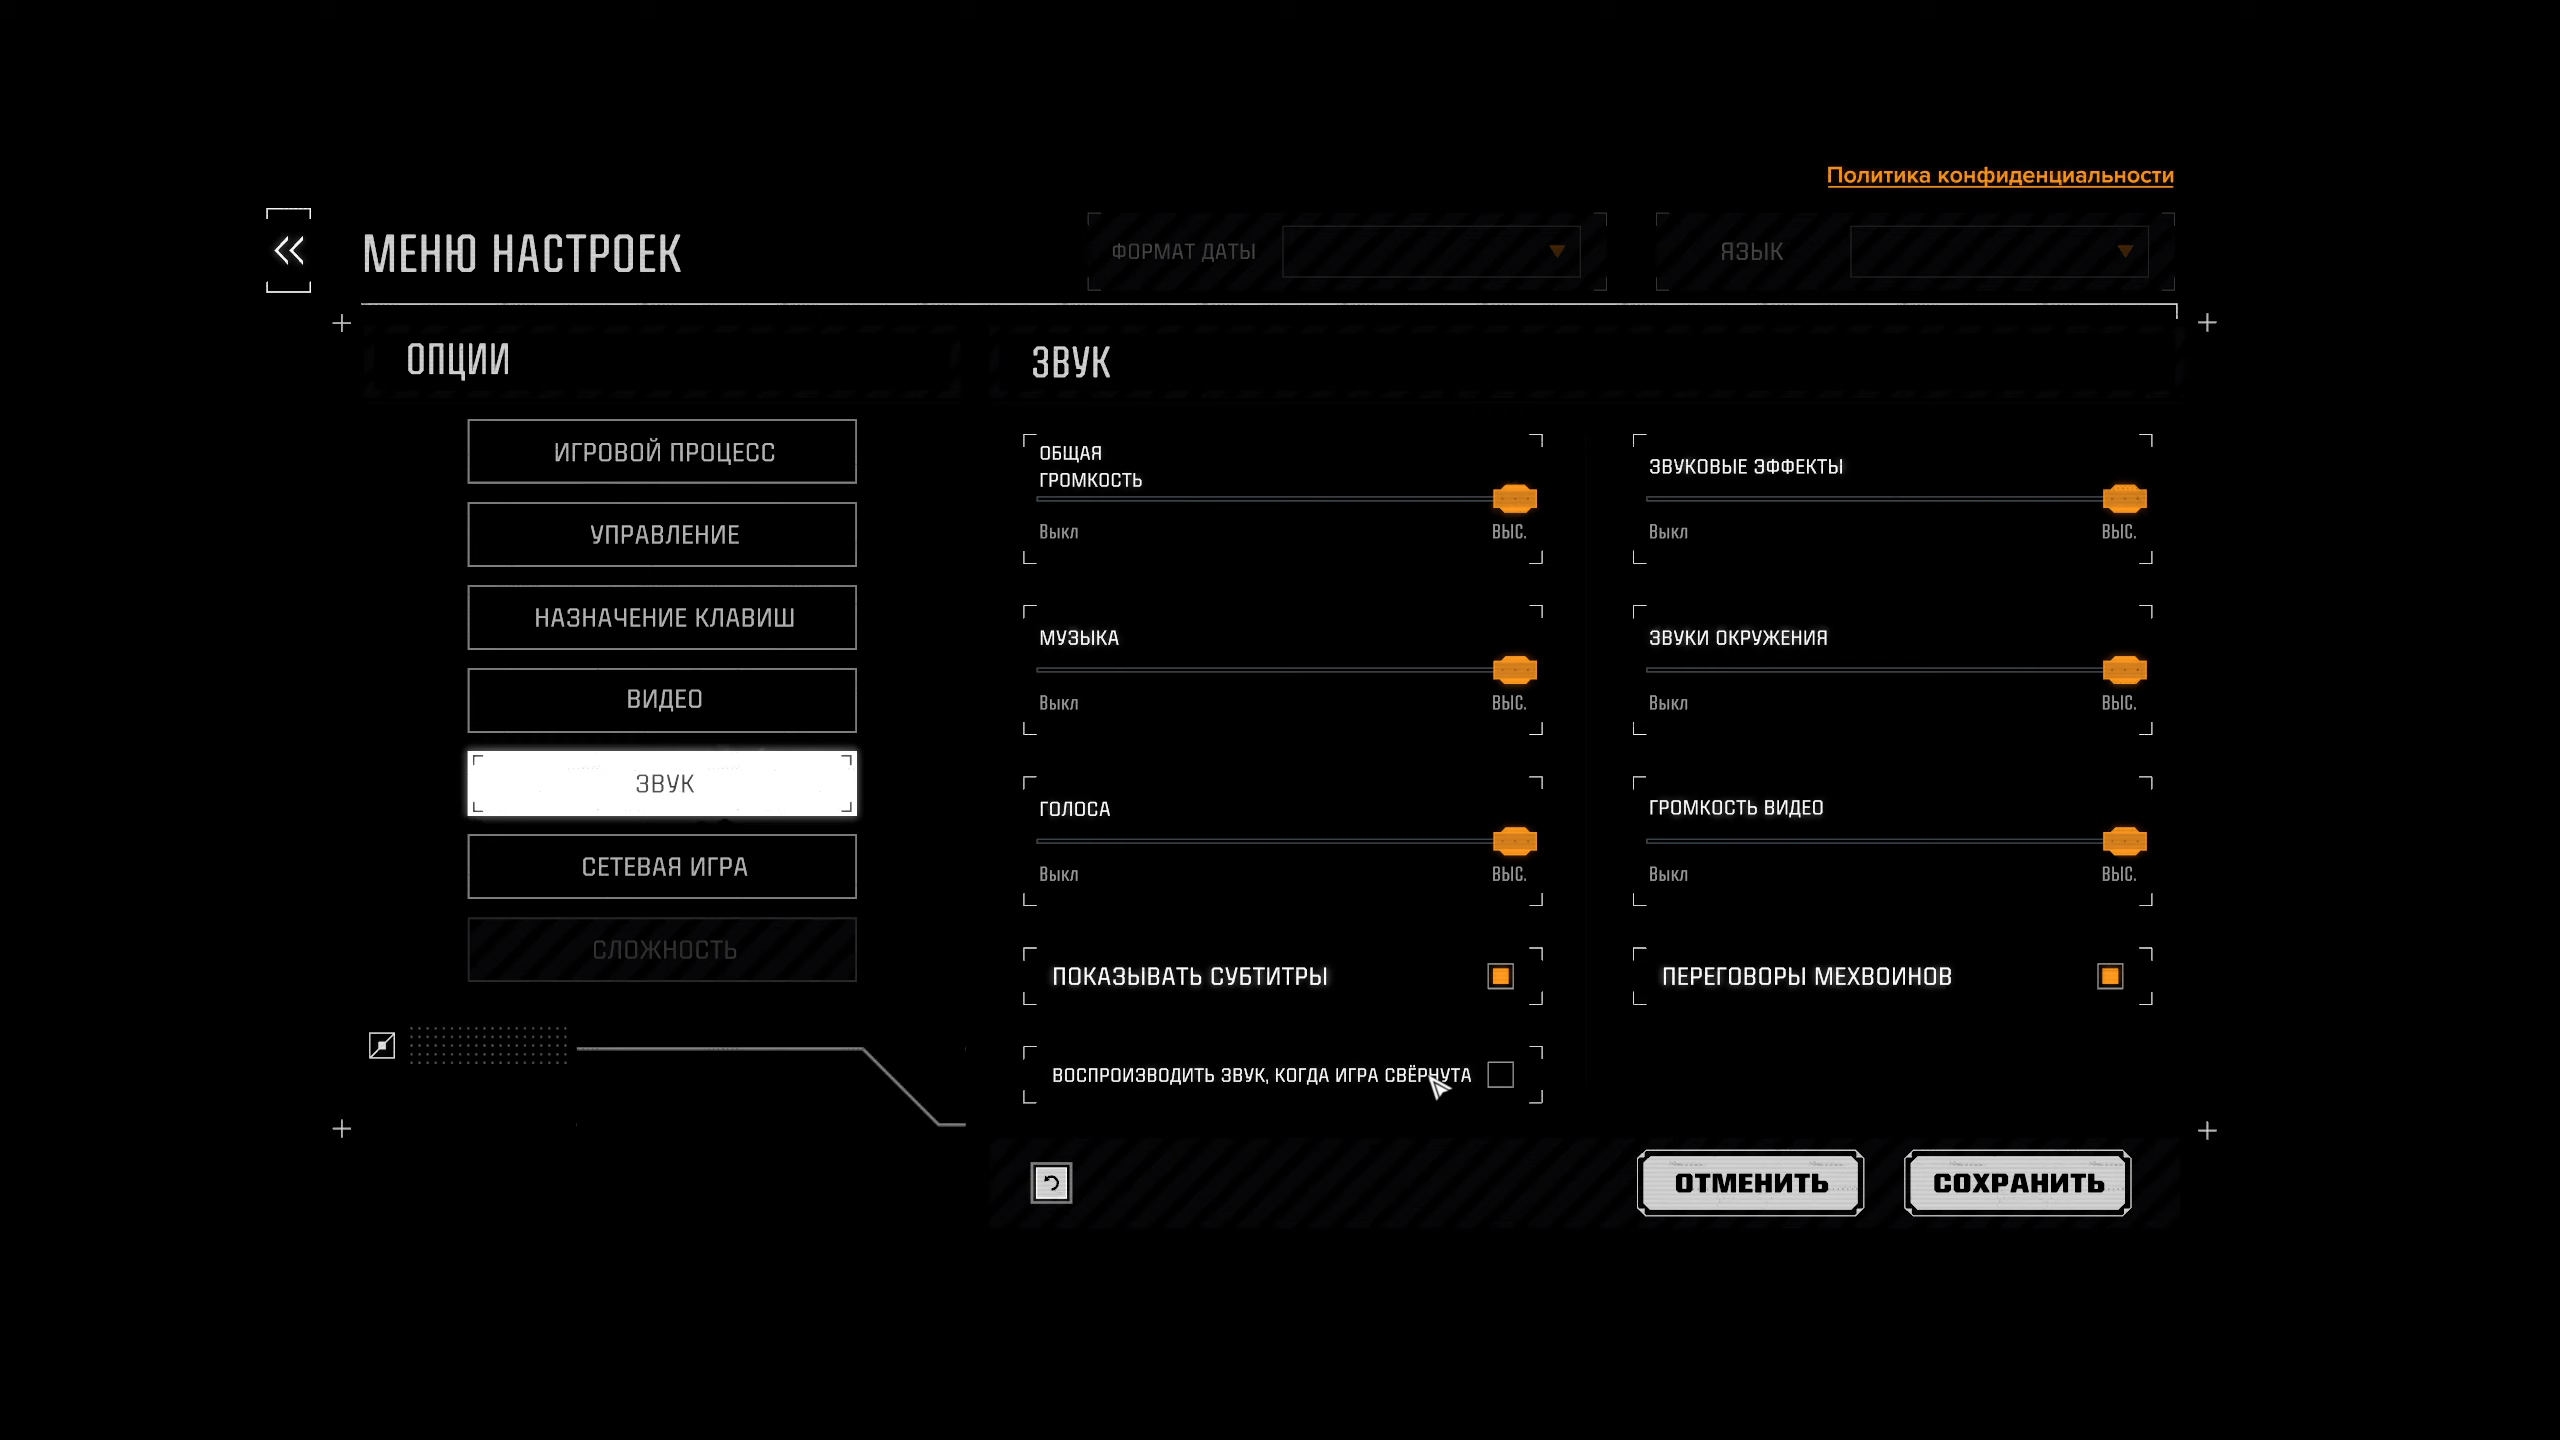 Политика конфиденциальности
МЕНЮ НАСТРОЕК
ФОРМАТ ДАТЫ
ЯЗЫК
ОПЦИИ
ИГРОВОЙ ПРОЦЕСС
УПРАВЛЕНИЕ
НАЗНАЧЕНИЕ КЛАВИШ
ВИДЕО
ЗВУК
СЕТЕВАЯ ИГРА
СЛОЖНОСТЬ
ЗВУК
ОБЩАЯ
ГРОМКОСТЬ
Выкл ВЫС.
ЗВУКОВЫЕ ЭФФЕКТЫ
Выкл ВЫС.
МУЗЫКА
Выкл ВЫС.
ЗВУКИ ОКРУЖЕНИЯ
Выкл ВЫС.
ГОЛОСА
Выкл ВЫС.
ГРОМКОСТЬ ВИДЕО
Выкл ВЫС.
ПОКАЗЫВАТЬ СУБТИТРЫ
ПЕРЕГОВОРЫ МЕХВОИНОВ
ВОСПРОИЗВОДИТЬ ЗВУК, КОГДА ИГРА СВЁРНУТА
ОТМЕНИТЬ
СОХРАНИТЬ